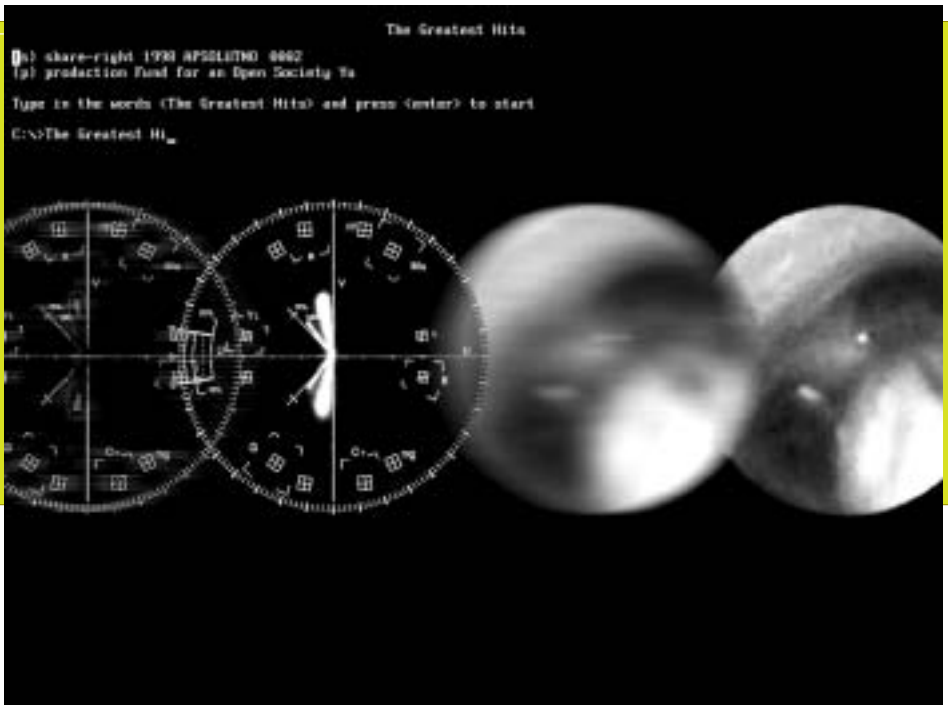 The Greatest Hits
(s) share-right 1998 APSOLUTNO 0002
(p) production Fund for an Open Society Yu
Type in the words <The Greatest Hits> and press <enter> to start
C:\>The Greatest Hi_